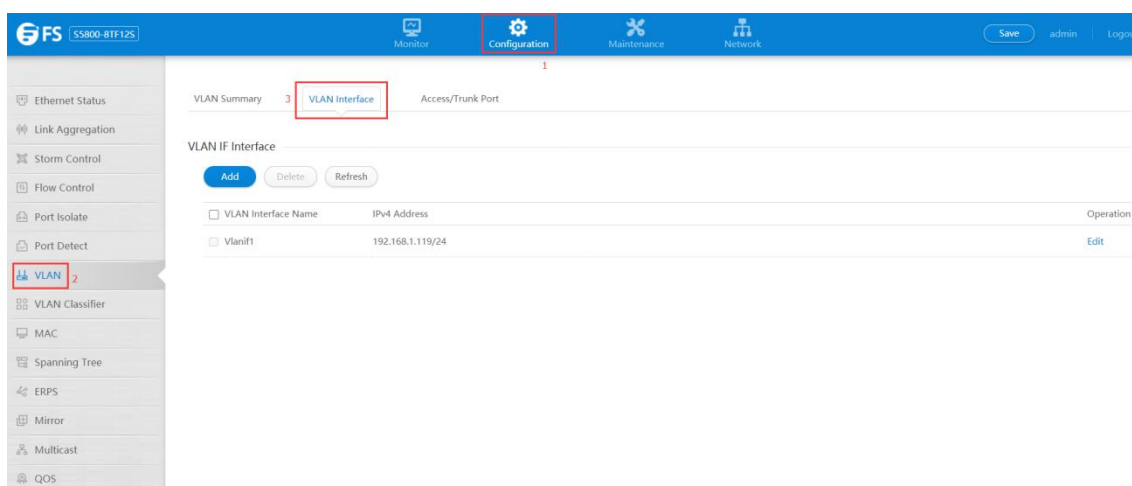 FS S5800-8TF12S
Monitor
Configuration
Maintenance
Network
Save
admin
1
Ethernet Status
Link Aggregation
Storm Control
Flow Control
Port Isolate
Port Detect
VLAN 2
VLAN Classifier
MAC
Spanning Tree
ERPS
Mirror
Multicast
QOS
VLAN Summary 3 VLAN Interface Access/Trunk Port
VLAN IF Interface
Add Delete Refresh
VLAN Interface Name IPv4 Address Operation
Vlanif1 192.168.1.119/24 Edit